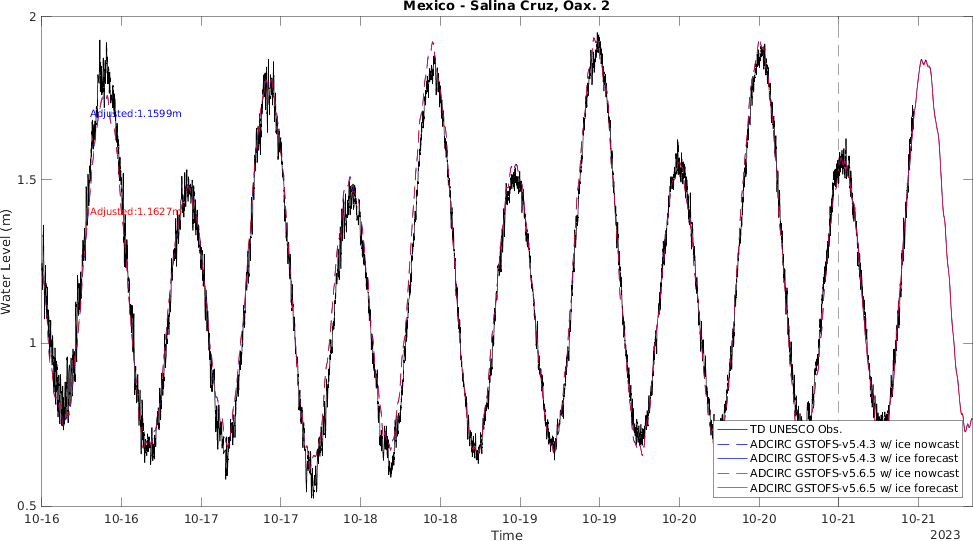 Mexico - Salina Cruz, Oax. 2
2
1.5
1
0.5
Water Level (m)
Adjusted:1.1599m
Adjusted:1.1627m
TD UNESCO Obs.
ADCIRC GSTOFS-v5.4.3 w/ ice nowcast
ADCIRC GSTOFS-v5.4.3 w/ ice forecast
ADCIRC GSTOFS-v5.6.5 w/ ice nowcast
ADCIRC GSTOFS-v5.6.5 w/ ice forecast
10-16 10-16 10-17 10-17 10-18 10-18 10-19 10-19 10-20 10-20 10-21 10-21
2023
Time